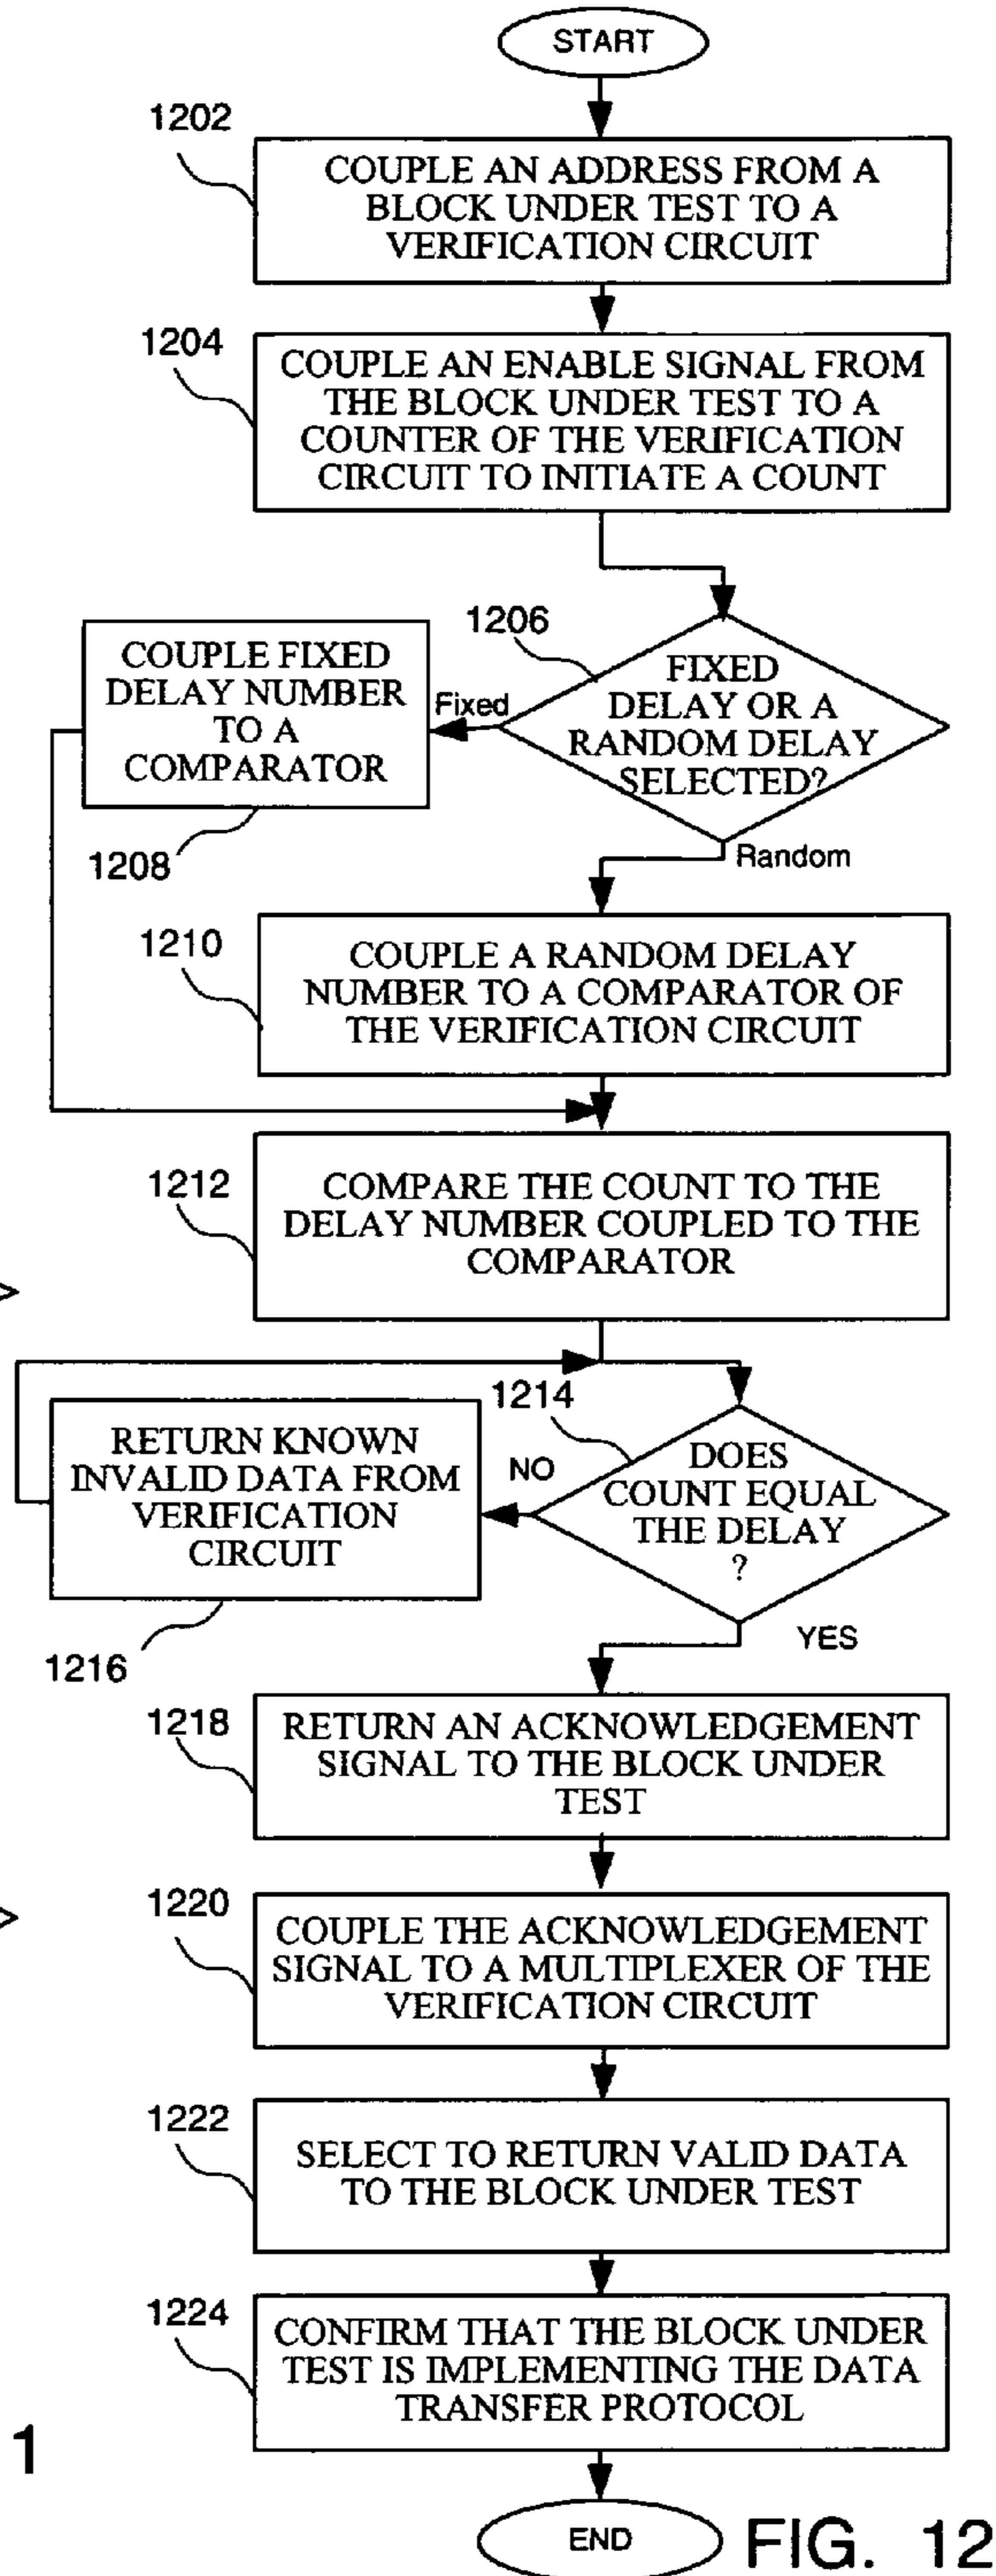 START
1202
COUPLE AN ADDRESS FROM A
BLOCK UNDER TEST TO A
VERIFICATION CIRCUIT
1204
COUPLE AN ENABLE SIGNAL FROM
THE BLOCK UNDER TEST TO A
COUNTER OF THE VERIFICATION
CIRCUIT TO INITIATE A COUNT
1206
FIXED
DELAY OR A
RANDOM DELAY
SELECTED?
Fixed
COUPLE FIXED
DELAY NUMBER
TO A
COMPARATOR
1208
Random
1210
COUPLE A RANDOM DELAY
NUMBER TO A COMPARATOR OF
THE VERIFICATION CIRCUIT
1212
COMPARE THE COUNT TO THE
DELAY NUMBER COUPLED TO THE
COMPARATOR
1214
DOES
COUNT EQUAL
THE DELAY
?
NO
RETURN KNOWN
INVALID DATA FROM
VERIFICATION
CIRCUIT
1216
YES
1218
RETURN AN ACKNOWLEDGEMENT
SIGNAL TO THE BLOCK UNDER
TEST
1220
COUPLE THE ACKNOWLEDGEMENT
SIGNAL TO A MULTIPLEXER OF THE
VERIFICATION CIRCUIT
1222
SELECT TO RETURN VALID DATA
TO THE BLOCK UNDER TEST
1224
CONFIRM THAT THE BLOCK UNDER
TEST IS IMPLEMENTING THE DATA
TRANSFER PROTOCOL
1
END
FIG. 12